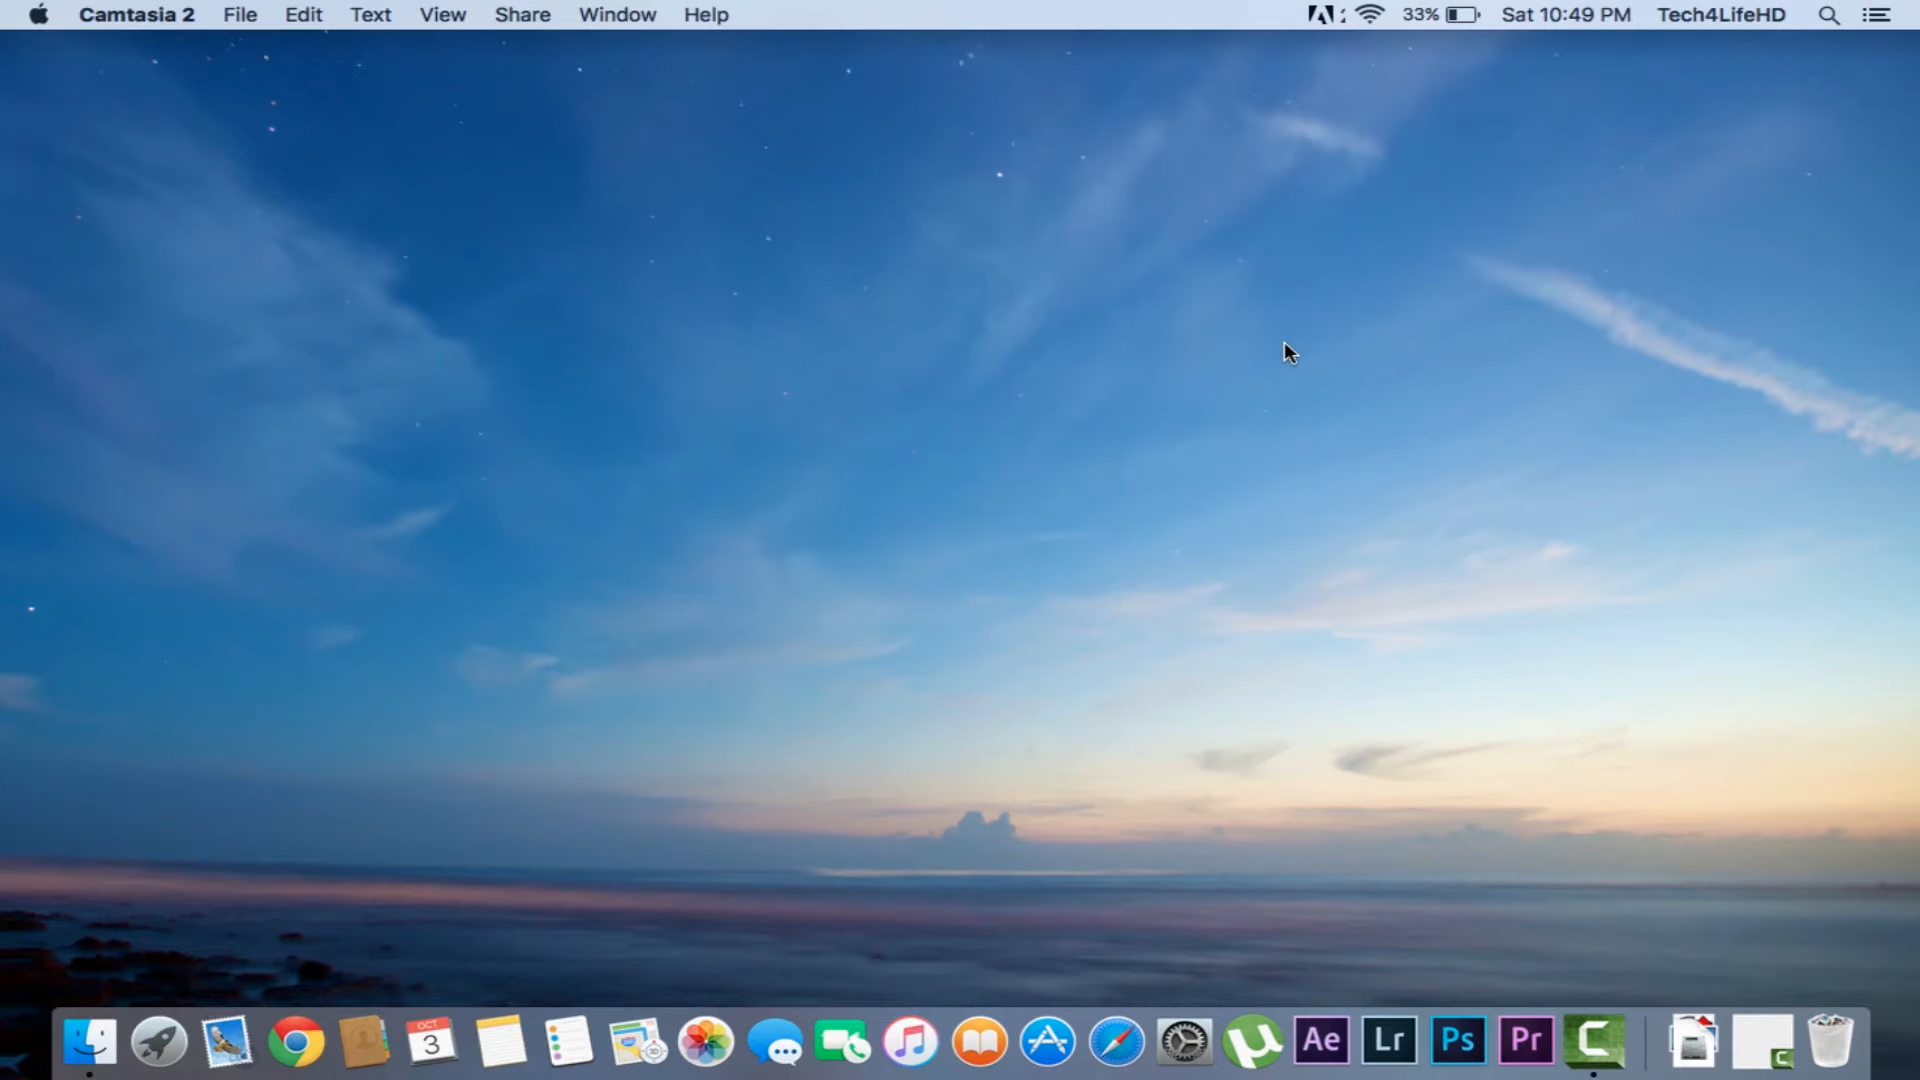 Camtasia 2 File Edit Text View Share Window Help 33% Sat 10:49 PM Tech4LifeHD
OCT
3
Ae Lr Ps Pr